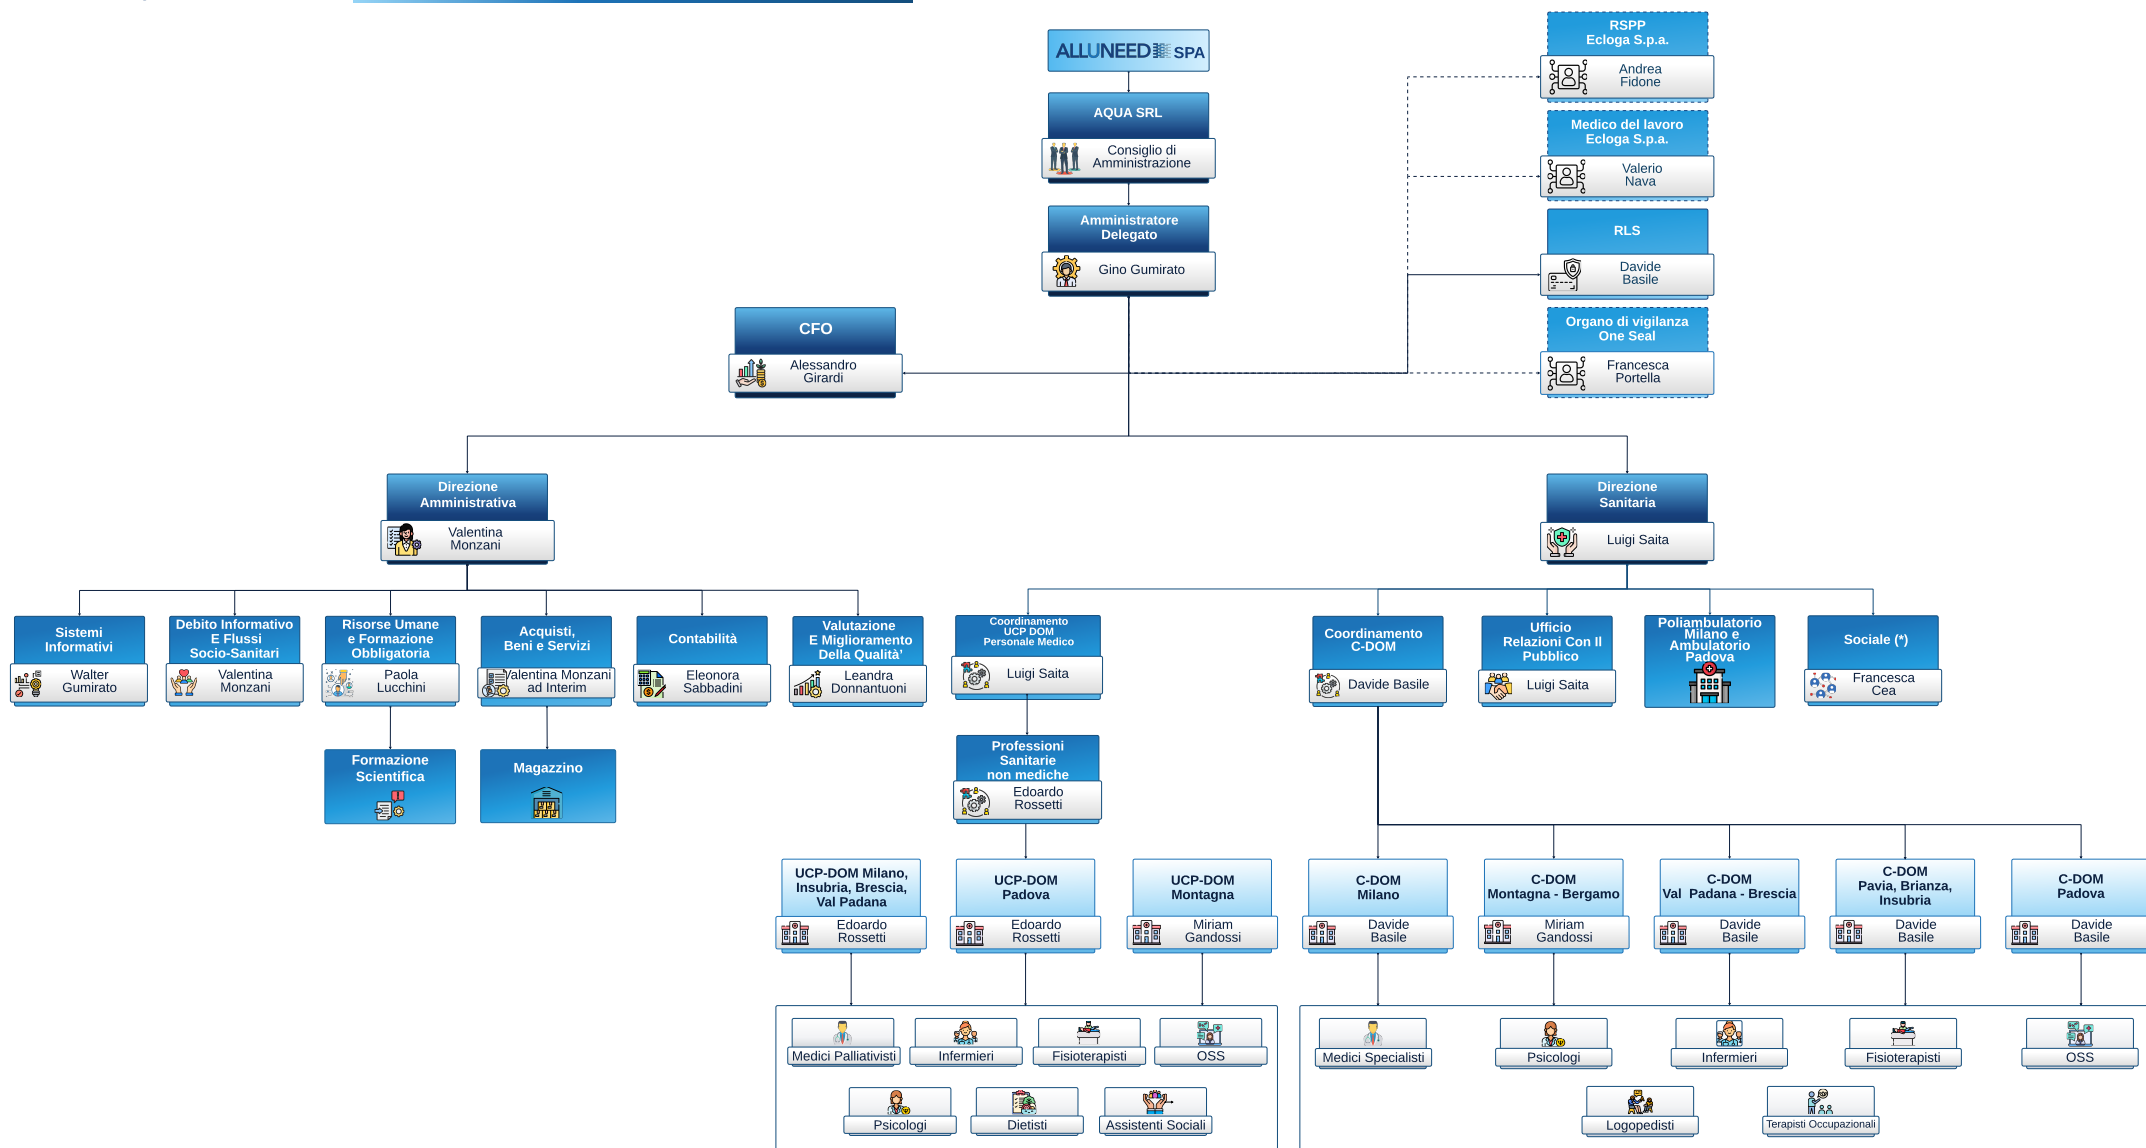 ALLUNEED SPA
AQUA SRL
Consiglio di
Amministrazione
Amministratore
Delegato
Gino Gumirato
RSPP
Ecloga S.p.a.
Andrea
Fidone
Medico del lavoro
Ecloga S.p.a.
Valerio
Nava
RLS
Davide
Basile
Organo di vigilanza
One Seal
Francesca
Portella
CFO
Alessandro
Girardi
Direzione
Amministrativa
Valentina
Monzani
Direzione
Sanitaria
Luigi Saita
Sistemi
Informativi
Walter
Gumirato
Debito Informativo
E Flussi
Socio-Sanitari
Valentina
Monzani
Risorse Umane
e Formazione
Obbligatoria
Paola
Lucchini
Acquisti,
Beni e Servizi
Valentina Monzani
ad Interim
Contabilità
Eleonora
Sabbadini
Valutazione
E Miglioramento
Della Qualità’
Leandra
Donnantuoni
Coordinamento
UCP DOM
Personale Medico
Luigi Saita
Coordinamento
C-DOM
Davide Basile
Ufficio
Relazioni Con Il
Pubblico
Luigi Saita
Poliambulatorio
Milano e
Ambulatorio
Padova
Sociale (*)
Francesca
Cea
Formazione
Scientifica
Magazzino
Professioni
Sanitarie
non mediche
Edoardo
Rossetti
UCP-DOM Milano,
Insubria, Brescia,
Val Padana
Edoardo
Rossetti
UCP-DOM
Padova
Edoardo
Rossetti
UCP-DOM
Montagna
Miriam
Gandossi
C-DOM
Milano
Davide
Basile
C-DOM
Montagna - Bergamo
Miriam
Gandossi
C-DOM
Val Padana - Brescia
Davide
Basile
C-DOM
Pavia, Brianza,
Insubria
Davide
Basile
C-DOM
Padova
Davide
Basile
Medici Palliativisti
Infermieri
Fisioterapisti
OSS
Psicologi
Dietisti
Assistenti Sociali
Medici Specialisti
Psicologi
Infermieri
Fisioterapisti
OSS
Logopedisti
Terapisti Occupazionali